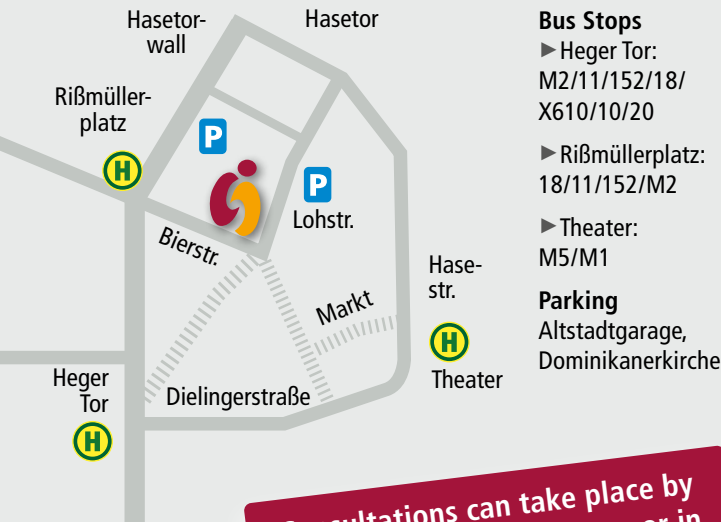 Hasetor-
wall
Hasetor
Rißmüller-
platz
H
P
P
Lohstr.
Bierstr.
Markt
Hase-
str.
H
Theater
Heger
Tor
H
Dielingerstraße
Bus Stops
►Heger Tor:
M2/11/152/18/
X610/10/20
►Rißmüllerplatz:
18/11/152/M2
►Theater:
M5/M1
Parking
Altstadtgarage,
Dominikanerkirche
Consultations can take place by
or in